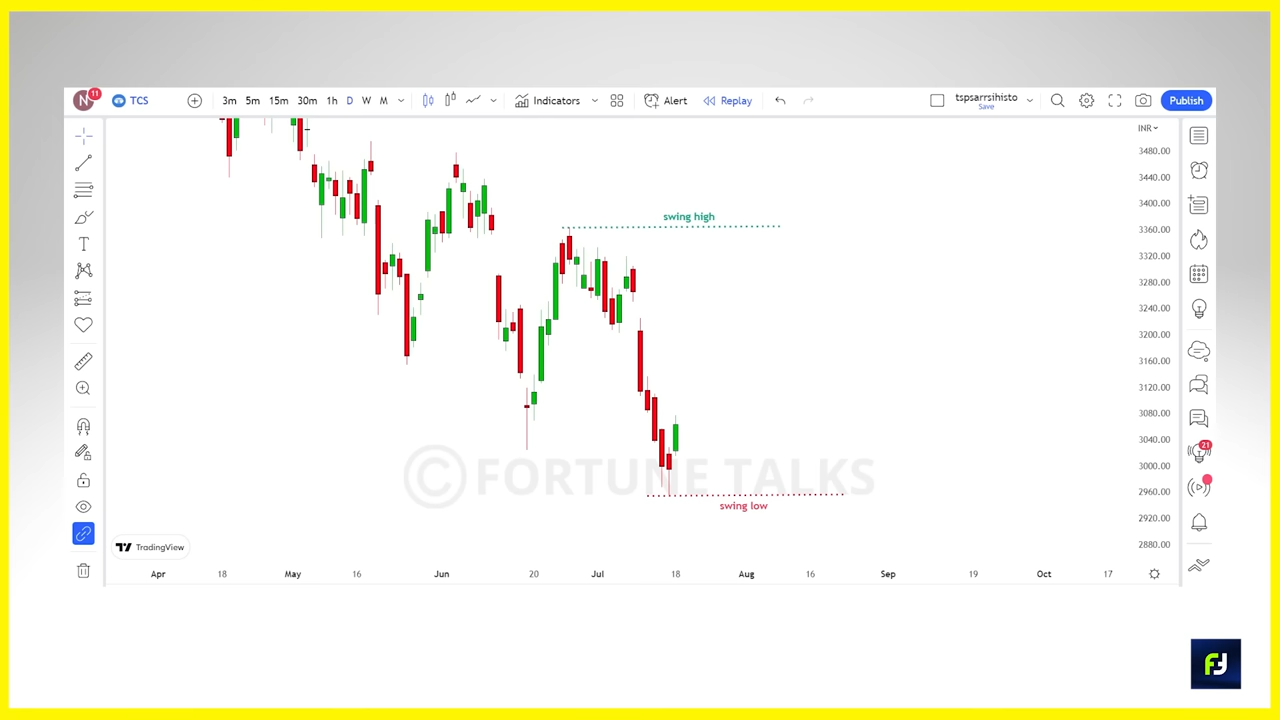 N 11 TCS 3m 5m 15m 30m 1h D W M Indicators Alert Replay tspsarrsihisto Save Publish
INR
3480.00
3440.00
3400.00
swing high
3360.00
3320.00
3280.00
3240.00
3200.00
3160.00
3120.00
3080.00
3040.00
21
© FORTUNE TALKS
3000.00
2960.00
swing low
2920.00
2880.00
TradingView
Apr 18 May 16 Jun 20 Jul 18 Aug 16 Sep 19 Oct 17